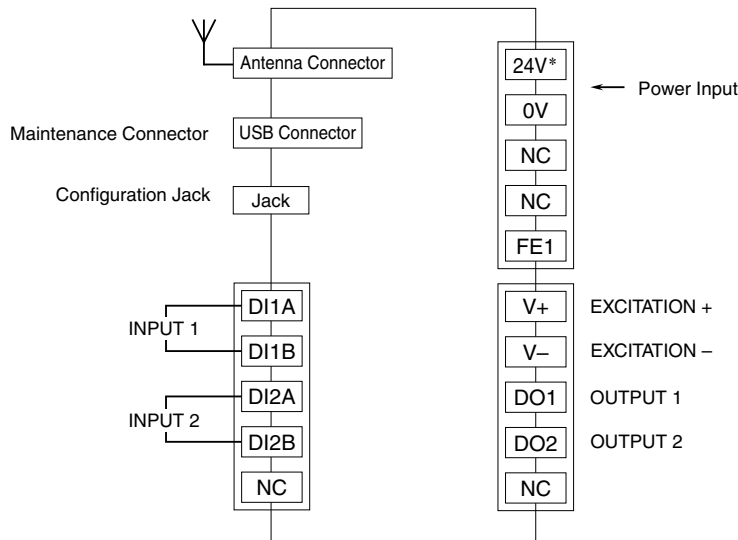 Antenna Connector
Maintenance Connector
USB Connector
Configuration Jack
Jack
INPUT 1
DI1A
DI1B
INPUT 2
DI2A
DI2B
NC
24V*
Power Input
0V
NC
NC
FE1
V+
EXCITATION +
V–
EXCITATION –
DO1
OUTPUT 1
DO2
OUTPUT 2
NC